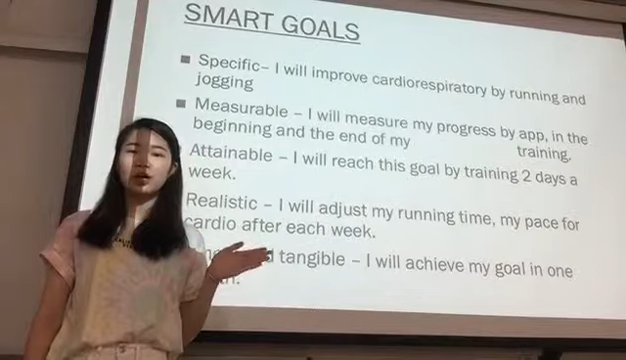 SMART GOALS
Specific– I will improve cardiorespiratory by running and
jogging
Measurable – I will measure my progress by app, in the
beginning and the end of my training.
Attainable – I will reach this goal by training 2 days a
week.
Realistic – I will adjust my running time, my pace for
cardio after each week.
tangible – I will achieve my goal in one